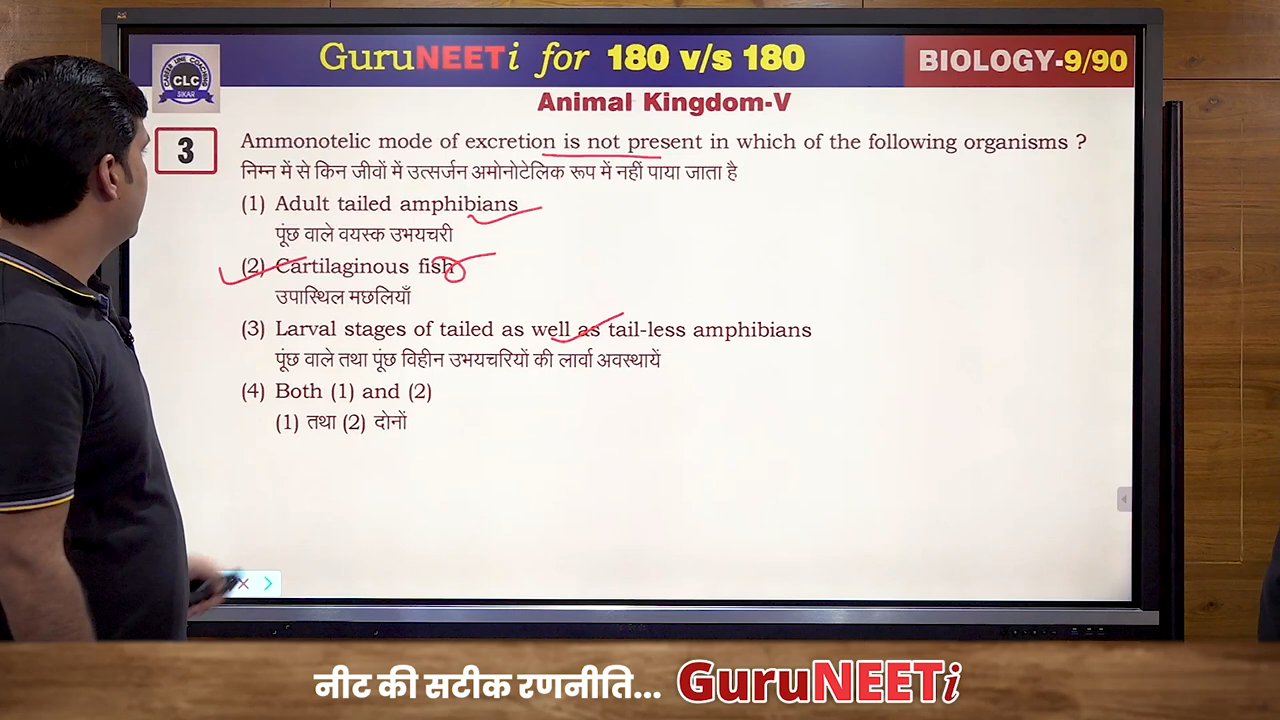 GuruNEETi for 180 v/s 180
BIOLOGY-9/90
CAREER LINE COACHING
CLC
SIKAR
Animal Kingdom-V
3
Ammonotelic mode of excretion is not present in which of the following organisms ?
निम्न में से किन जीवों में उत्सर्जन अमोनोटेलिक रूप में नहीं पाया जाता है
(1) Adult tailed amphibians
पूंछ वाले वयस्क उभयचरी
(2) Cartilaginous fish
उपास्थिल मछलियाँ
(3) Larval stages of tailed as well as tail-less amphibians
पूंछ वाले तथा पूंछ विहीन उभयचरियों की लार्वा अवस्थायें
(4) Both (1) and (2)
(1) तथा (2) दोनों
नीट की सटीक रणनीति... GuruNEETi